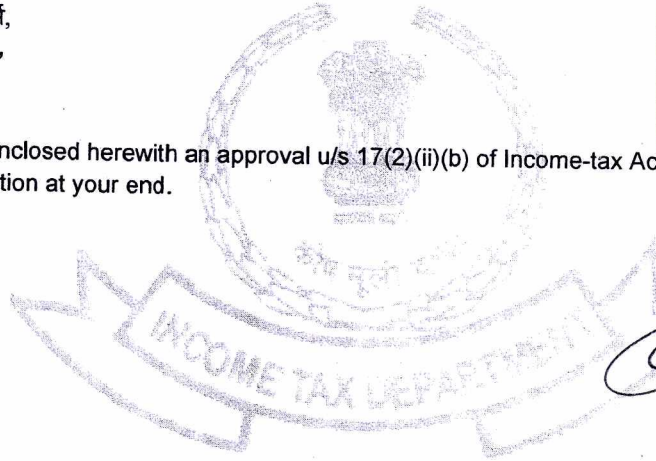 nclosed herewith an approval u/s 17(2)(ii)(b) of Income-tax Ac
tion at your end.
INCOME TAX DEPARTMENT